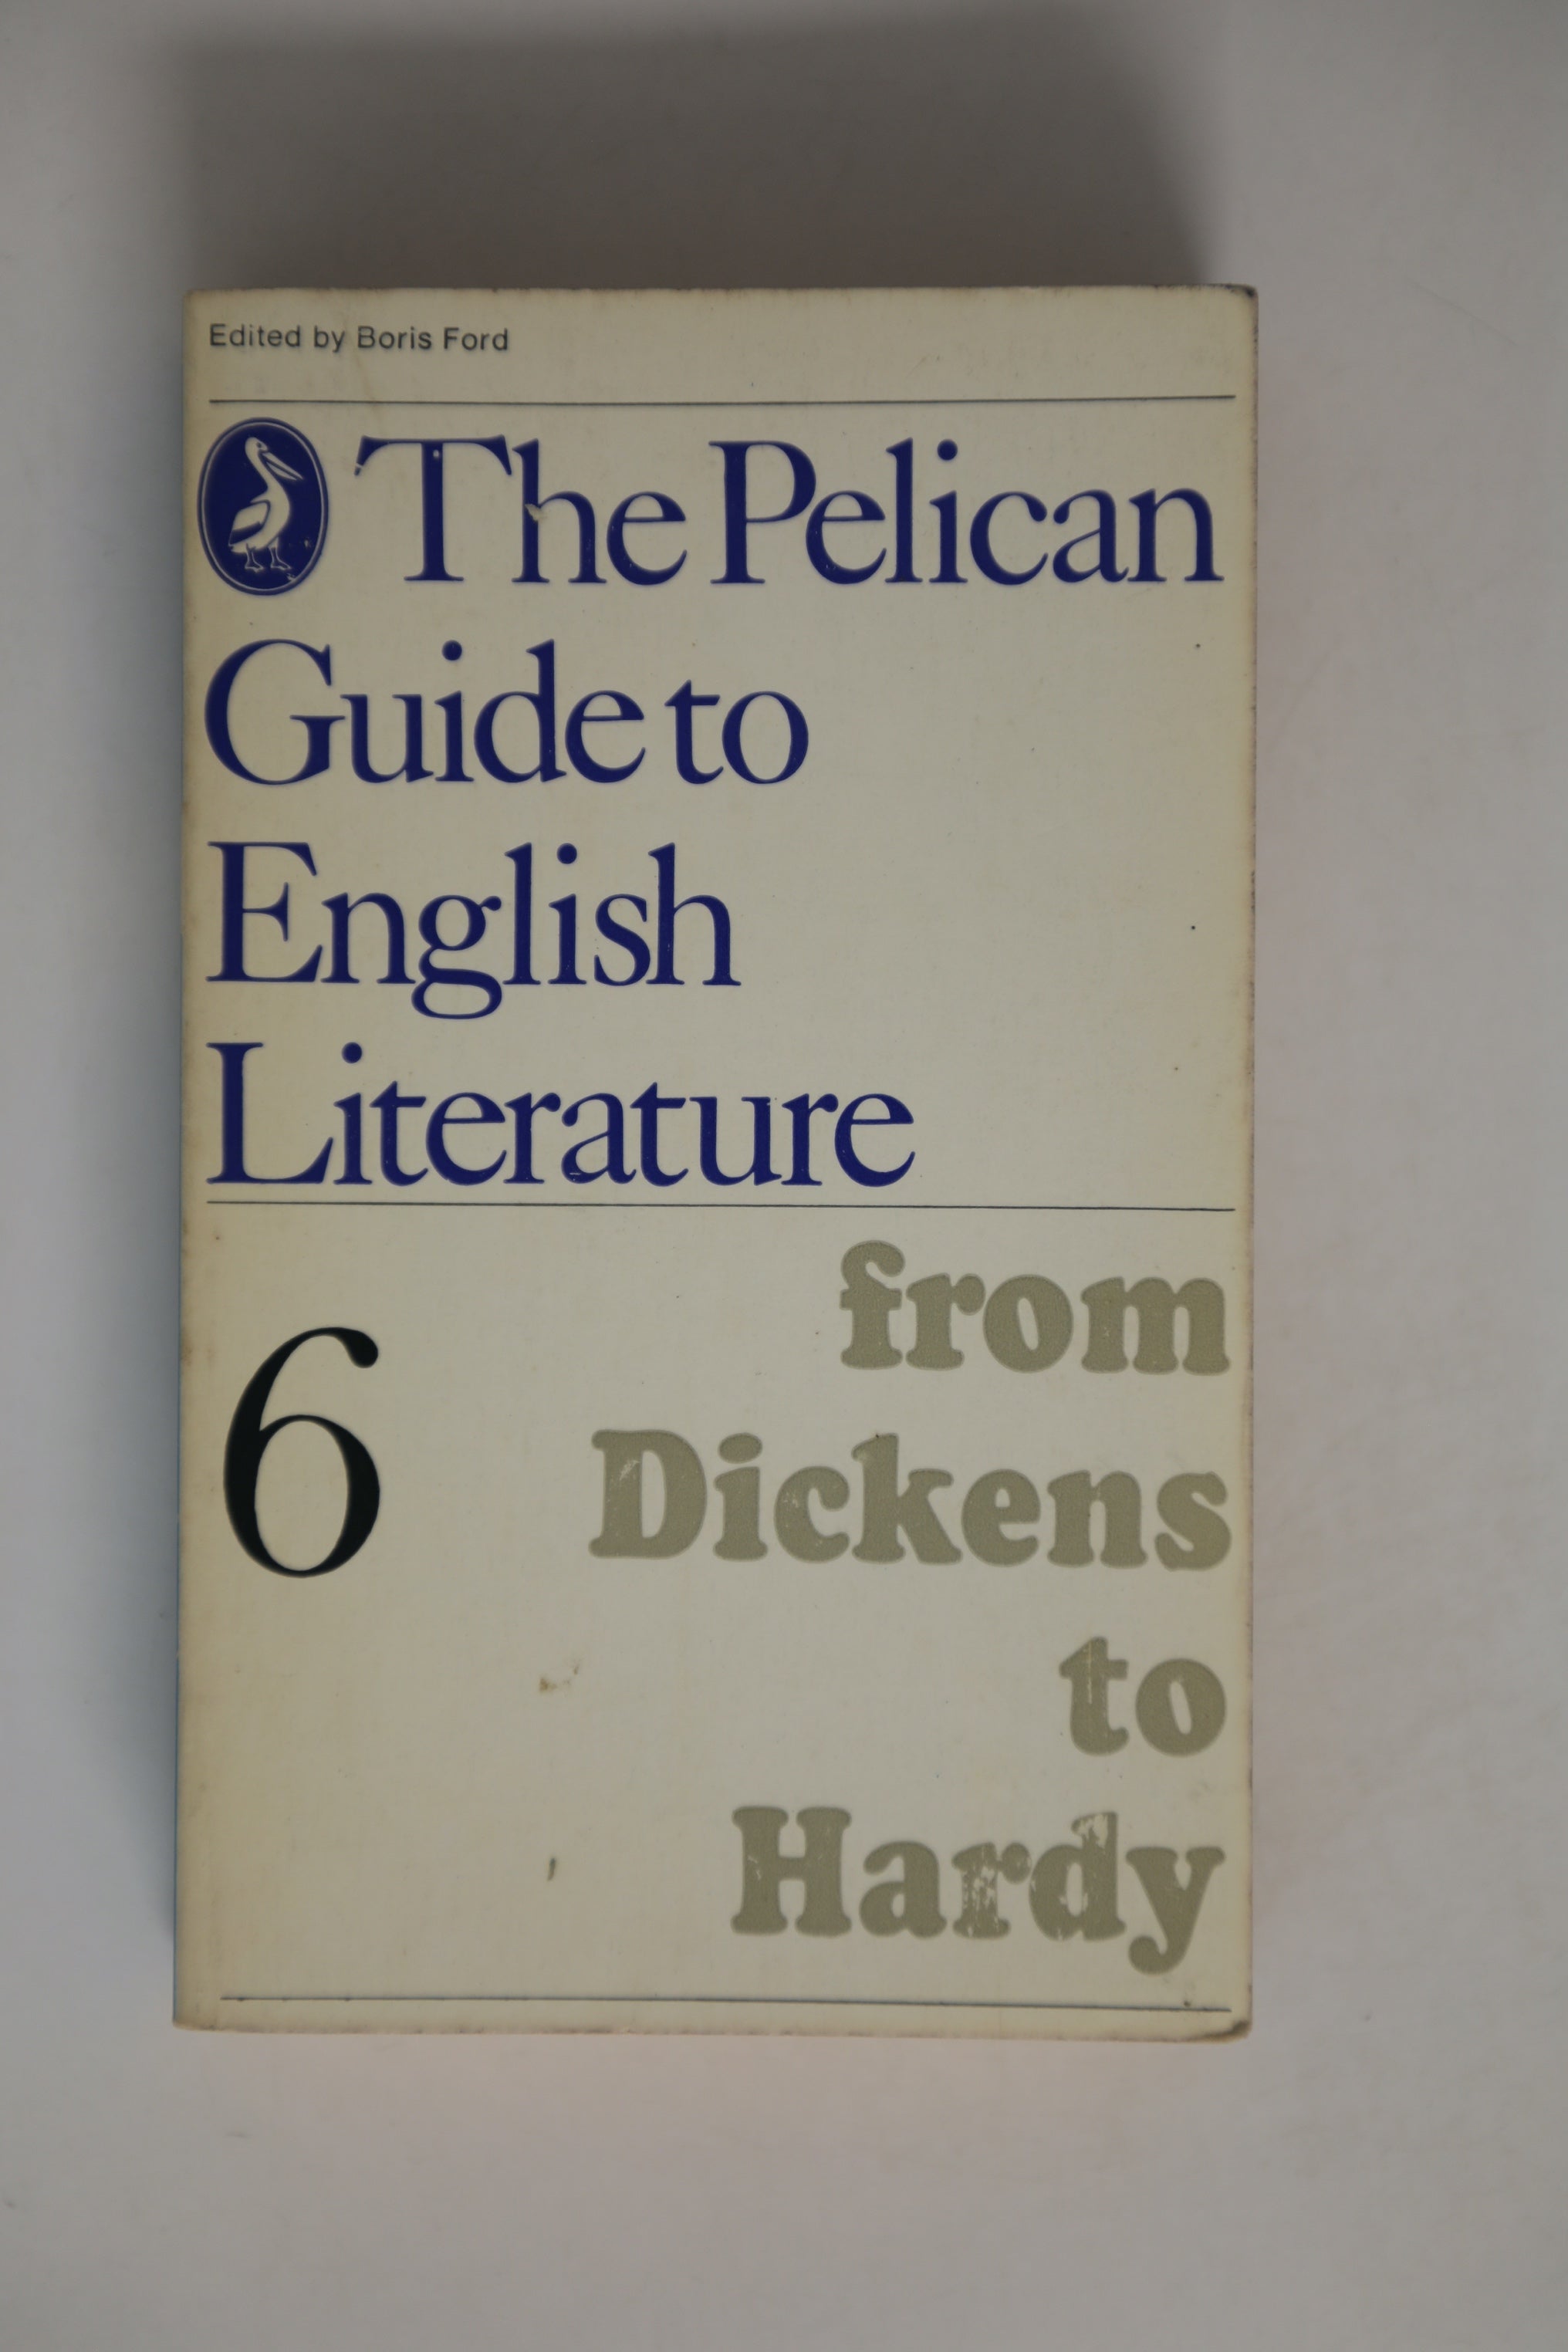 Edited by Boris Ford
The Pelican
Guide to
English
Literature
6
from
Dickens
to
Hardy